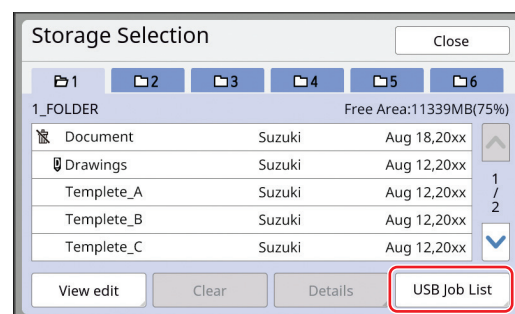 Storage Selection
Close
1 2 3 4 5 6
1_FOLDER Free Area:11339MB(75%)
Document Suzuki Aug 18,20xx
Drawings Suzuki Aug 12,20xx
Templete_A Suzuki Aug 12,20xx
Templete_B Suzuki Aug 12,20xx
Templete_C Suzuki Aug 12,20xx
1
/
2
View edit Clear Details USB Job List